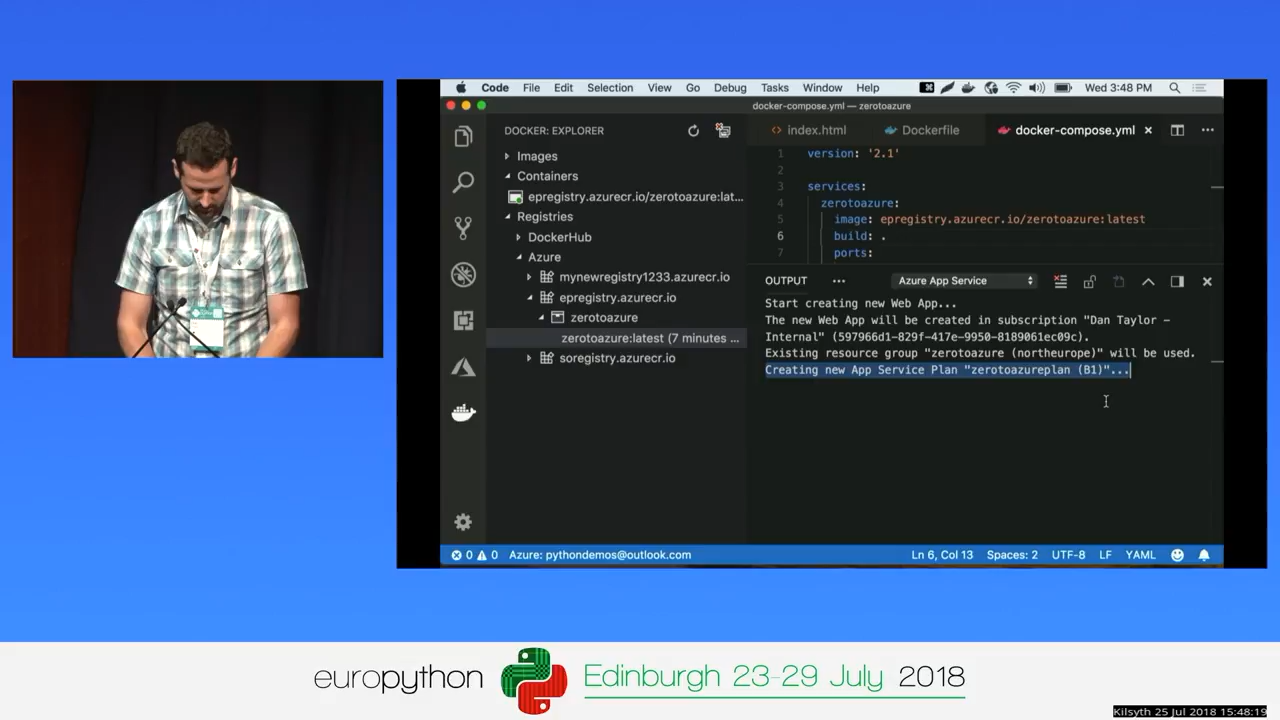 Code File Edit Selection View Go Debug Tasks Window Help Wed 3:48 PM
docker-compose.yml — zerotoazure
DOCKER: EXPLORER
Images
Containers
epregistry.azurecr.io/zerotoazure:lat...
Registries
DockerHub
Azure
mynewregistry1233.azurecr.io
epregistry.azurecr.io
zerotoazure
zerotoazure:latest (7 minutes ...
soregistry.azurecr.io
index.html Dockerfile docker-compose.yml
1 version: '2.1'
2
3 services:
4 zerotoazure:
5 image: epregistry.azurecr.io/zerotoazure:latest
6 build: .
7 ports:
OUTPUT ... Azure App Service
Start creating new Web App...
The new Web App will be created in subscription "Dan Taylor -
Internal" (597966d1-829f-417e-9950-8189061ec09c).
Existing resource group "zerotoazure (northeurope)" will be used.
Creating new App Service Plan "zerotoazureplan (B1)"...
0 0 Azure: pythondemos@outlook.com Ln 6, Col 13 Spaces: 2 UTF-8 LF YAML
europython Edinburgh 23-29 July 2018
Kilsyth 25 Jul 2018 15:48:19